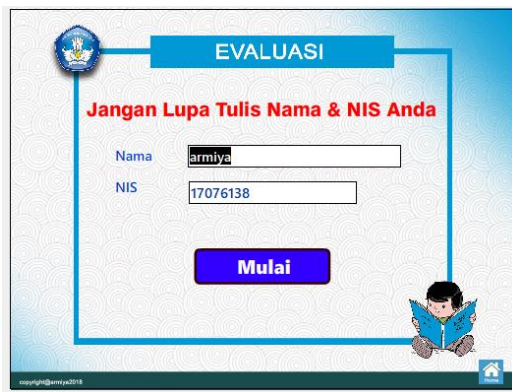 EVALUASI
Jangan Lupa Tulis Nama & NIS Anda
Nama armiya
NIS 17076138
Mulai
copyright@armiya2018
Home